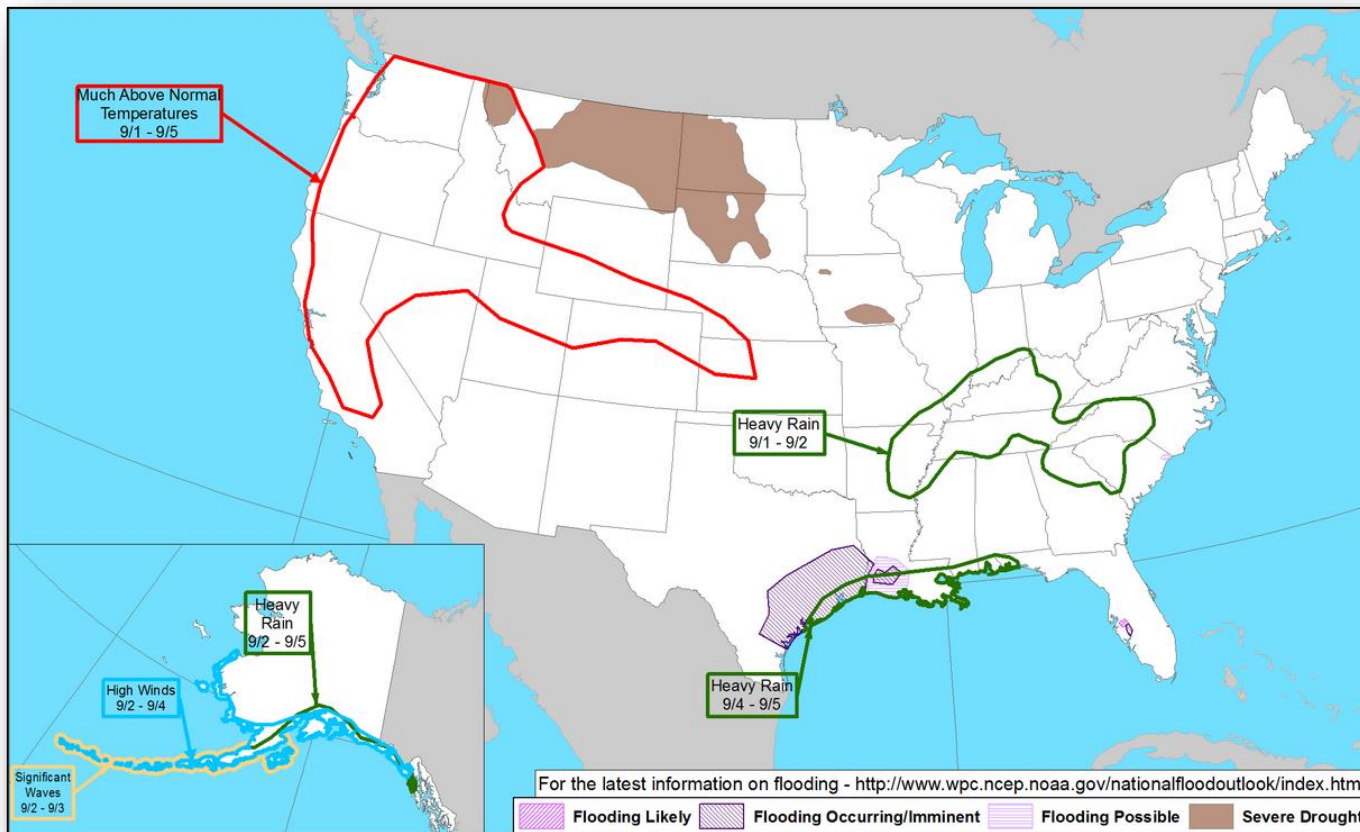 Much Above Normal
Temperatures
9/1 - 9/5
Heavy Rain
9/1 - 9/2
Heavy
Rain
9/2 - 9/5
High Winds
9/2 - 9/4
Heavy Rain
9/4 - 9/5
Significant
Waves
9/2 - 9/3
For the latest information on flooding - http://www.wpc.ncep.noaa.gov/nationalfloodoutlook/index.htm
Flooding Likely Flooding Occurring/Imminent Flooding Possible Severe Drought